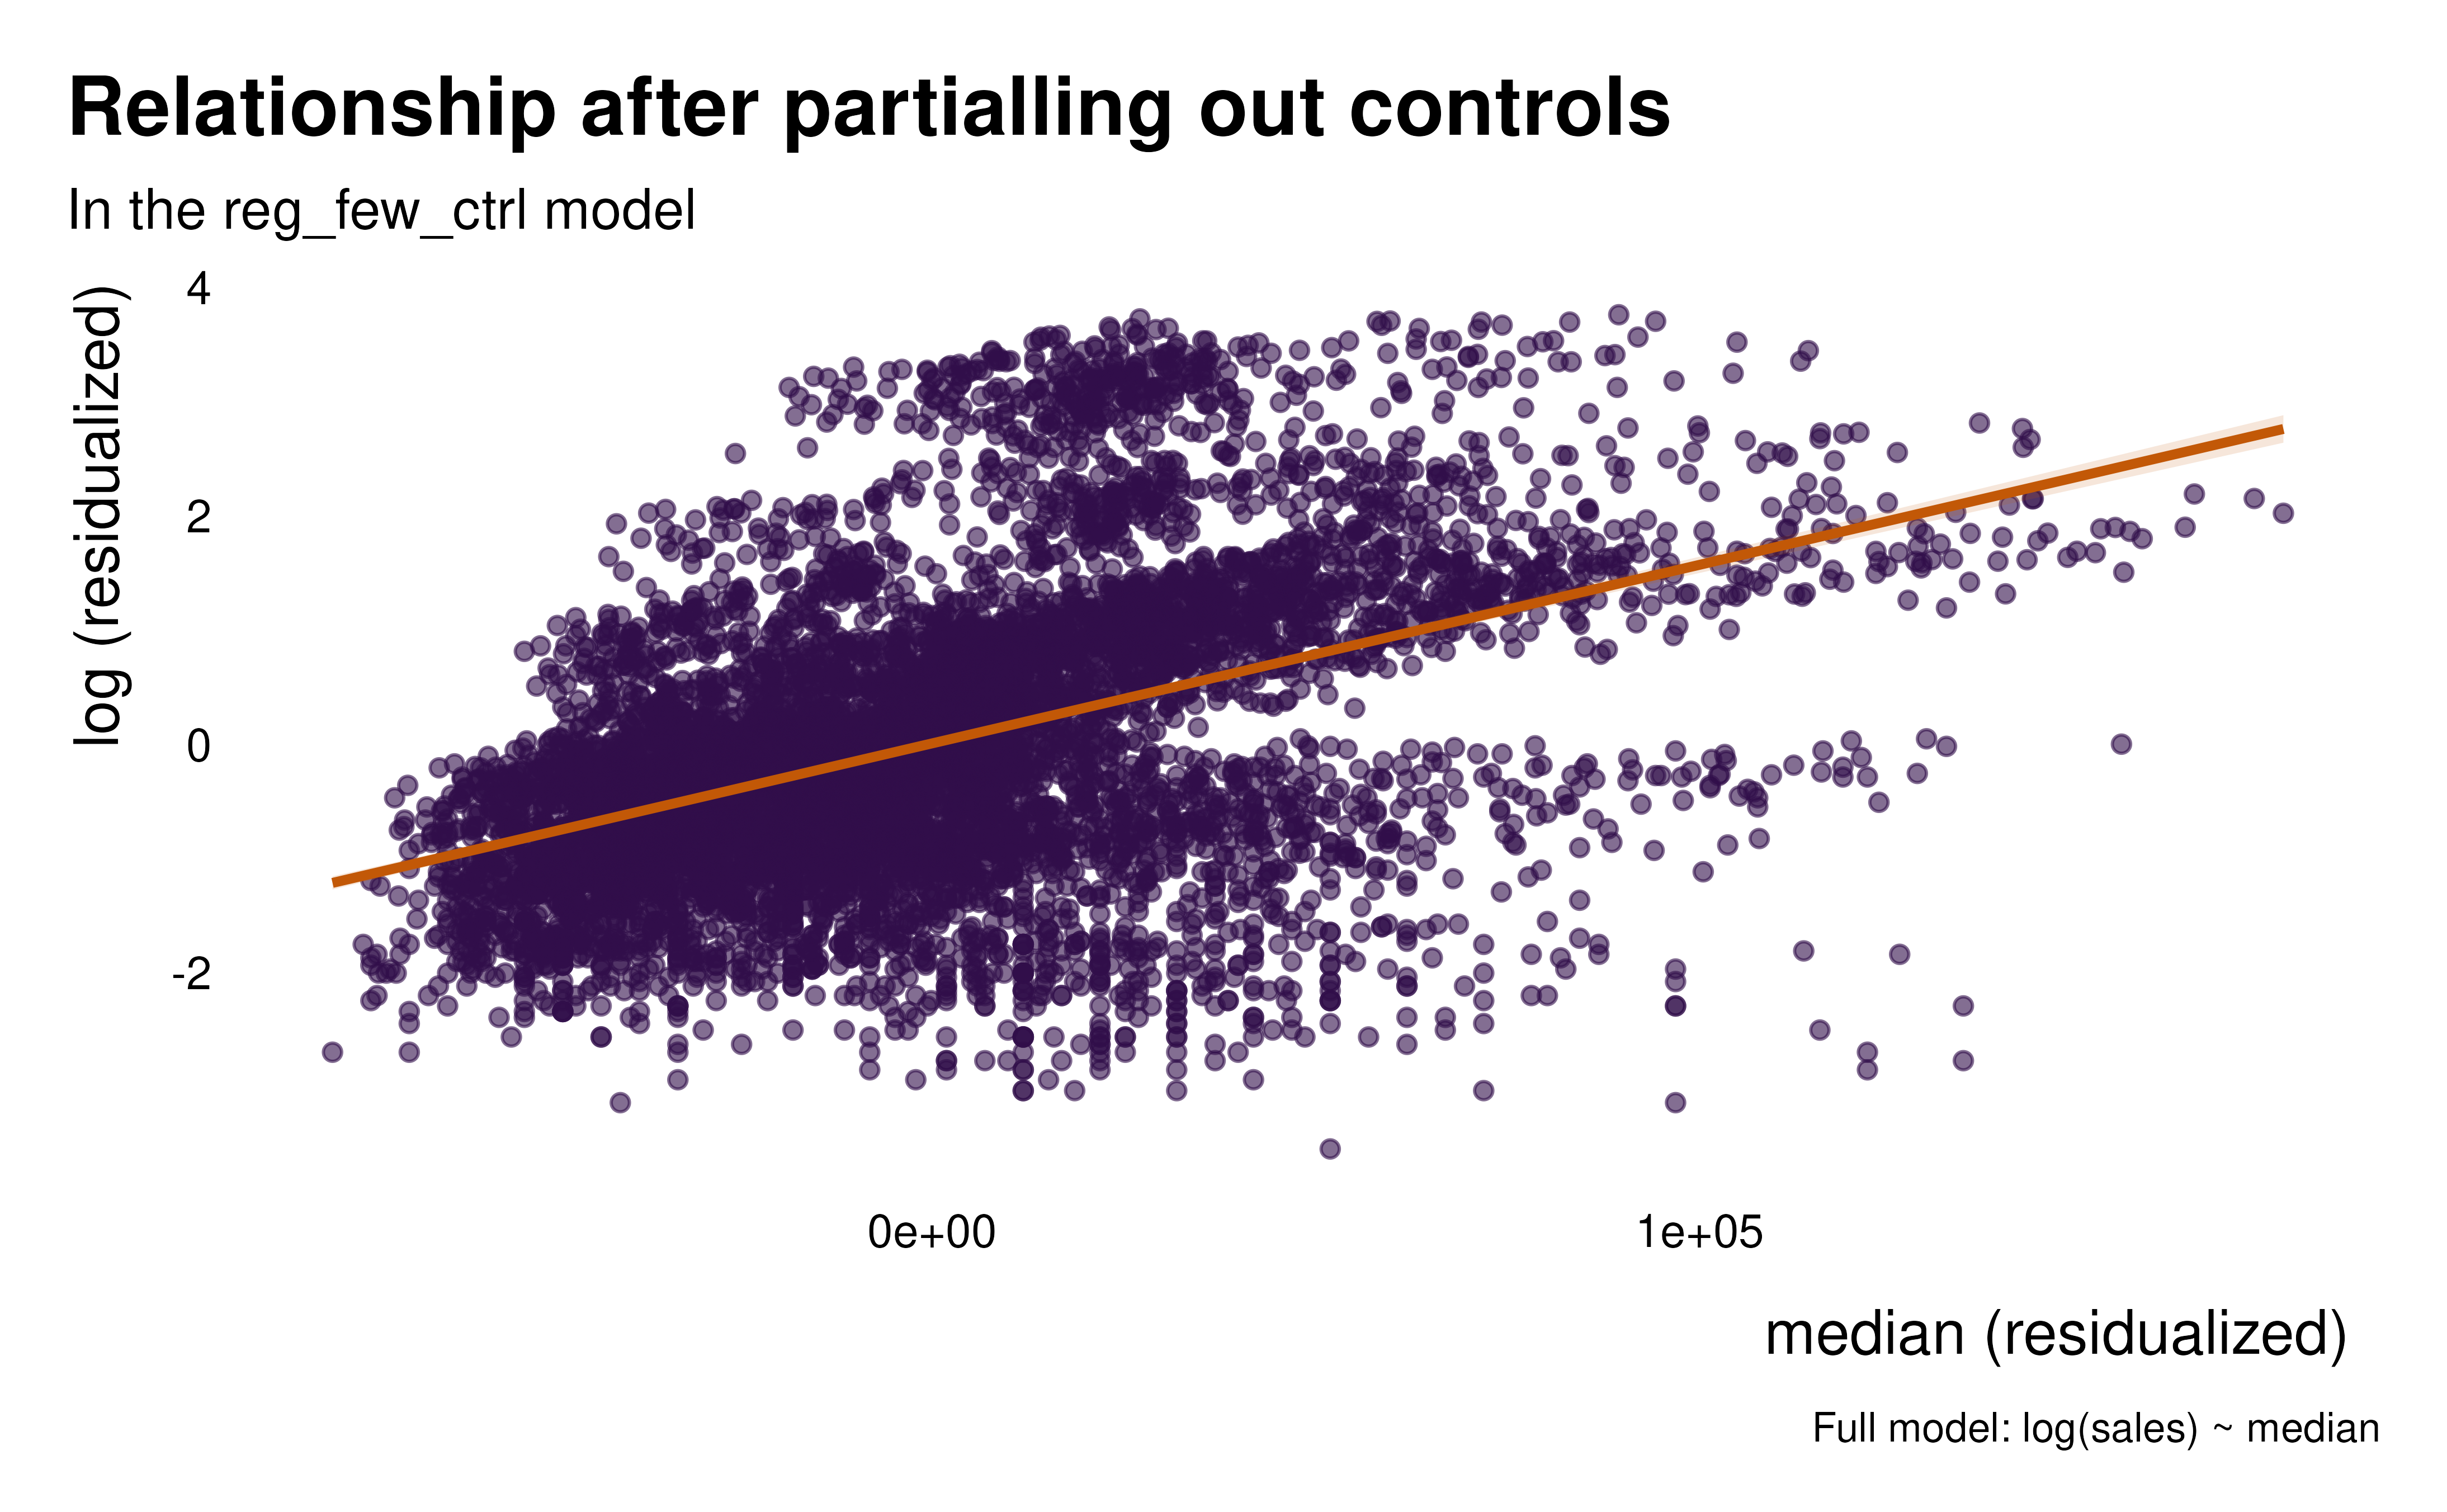 Relationship after partialling out controls
In the reg_few_ctrl model
log (residualized)
4
2
0
-2
0e+00
1e+05
median (residualized)
Full model: log(sales) ~ median